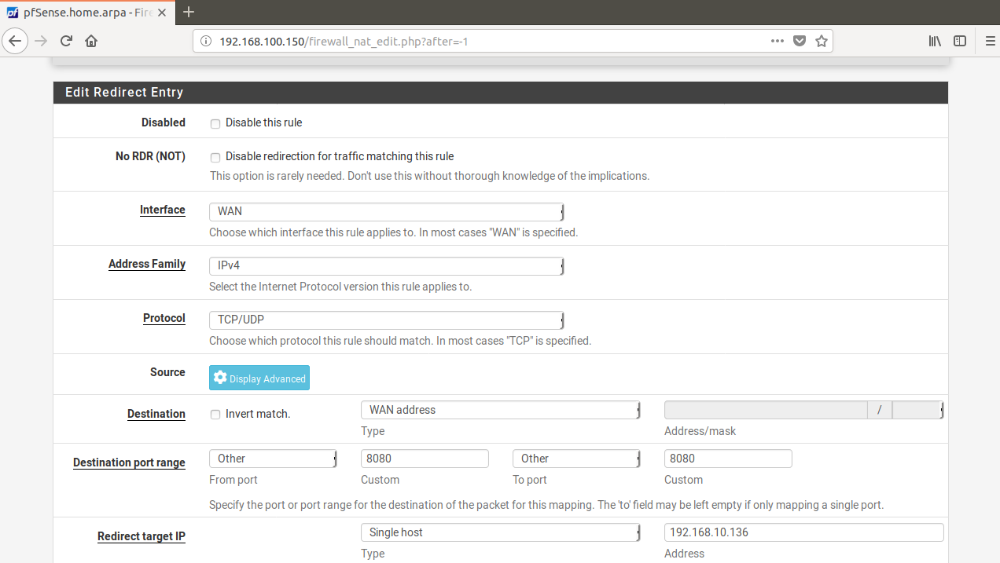 pfSense.home.arpa - Fire
192.168.100.150/firewall_nat_edit.php?after=-1
Edit Redirect Entry
Disabled Disable this rule
No RDR (NOT) Disable redirection for traffic matching this rule
This option is rarely needed. Don't use this without thorough knowledge of the implications.
Interface WAN
Choose which interface this rule applies to. In most cases "WAN" is specified.
Address Family IPv4
Select the Internet Protocol version this rule applies to.
Protocol TCP/UDP
Choose which protocol this rule should match. In most cases "TCP" is specified.
Source Display Advanced
Destination Invert match. WAN address /
Type Address/mask
Destination port range Other 8080 Other 8080
From port Custom To port Custom
Specify the port or port range for the destination of the packet for this mapping. The 'to' field may be left empty if only mapping a single port.
Redirect target IP Single host 192.168.10.136
Type Address